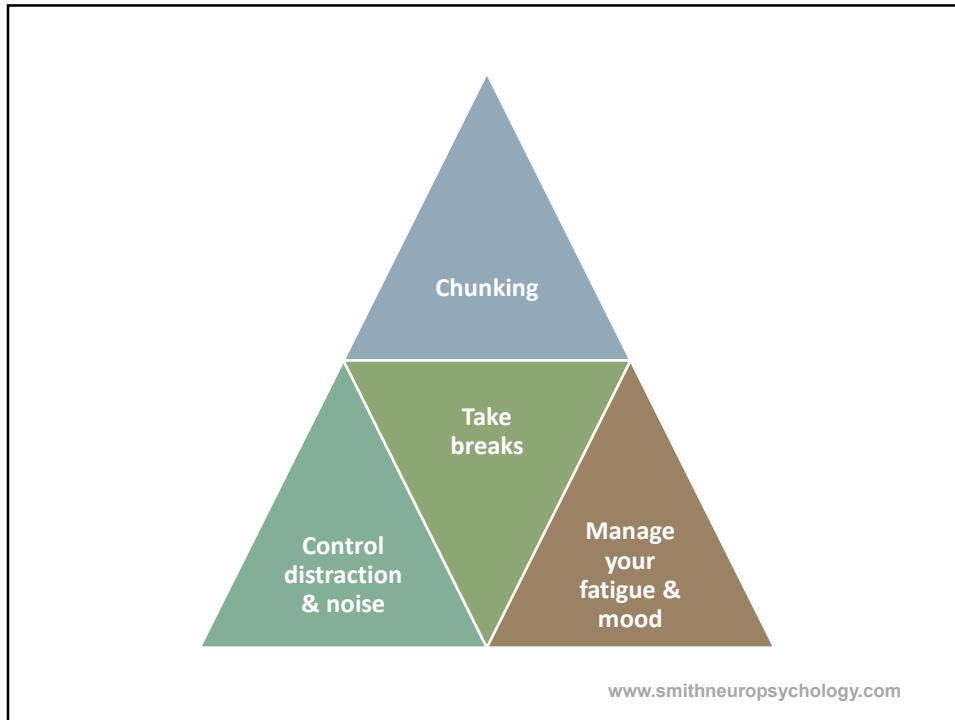 Chunking
Take
breaks
Control
distraction
& noise
Manage
your
fatigue &
mood
www.smithneuropsychology.com